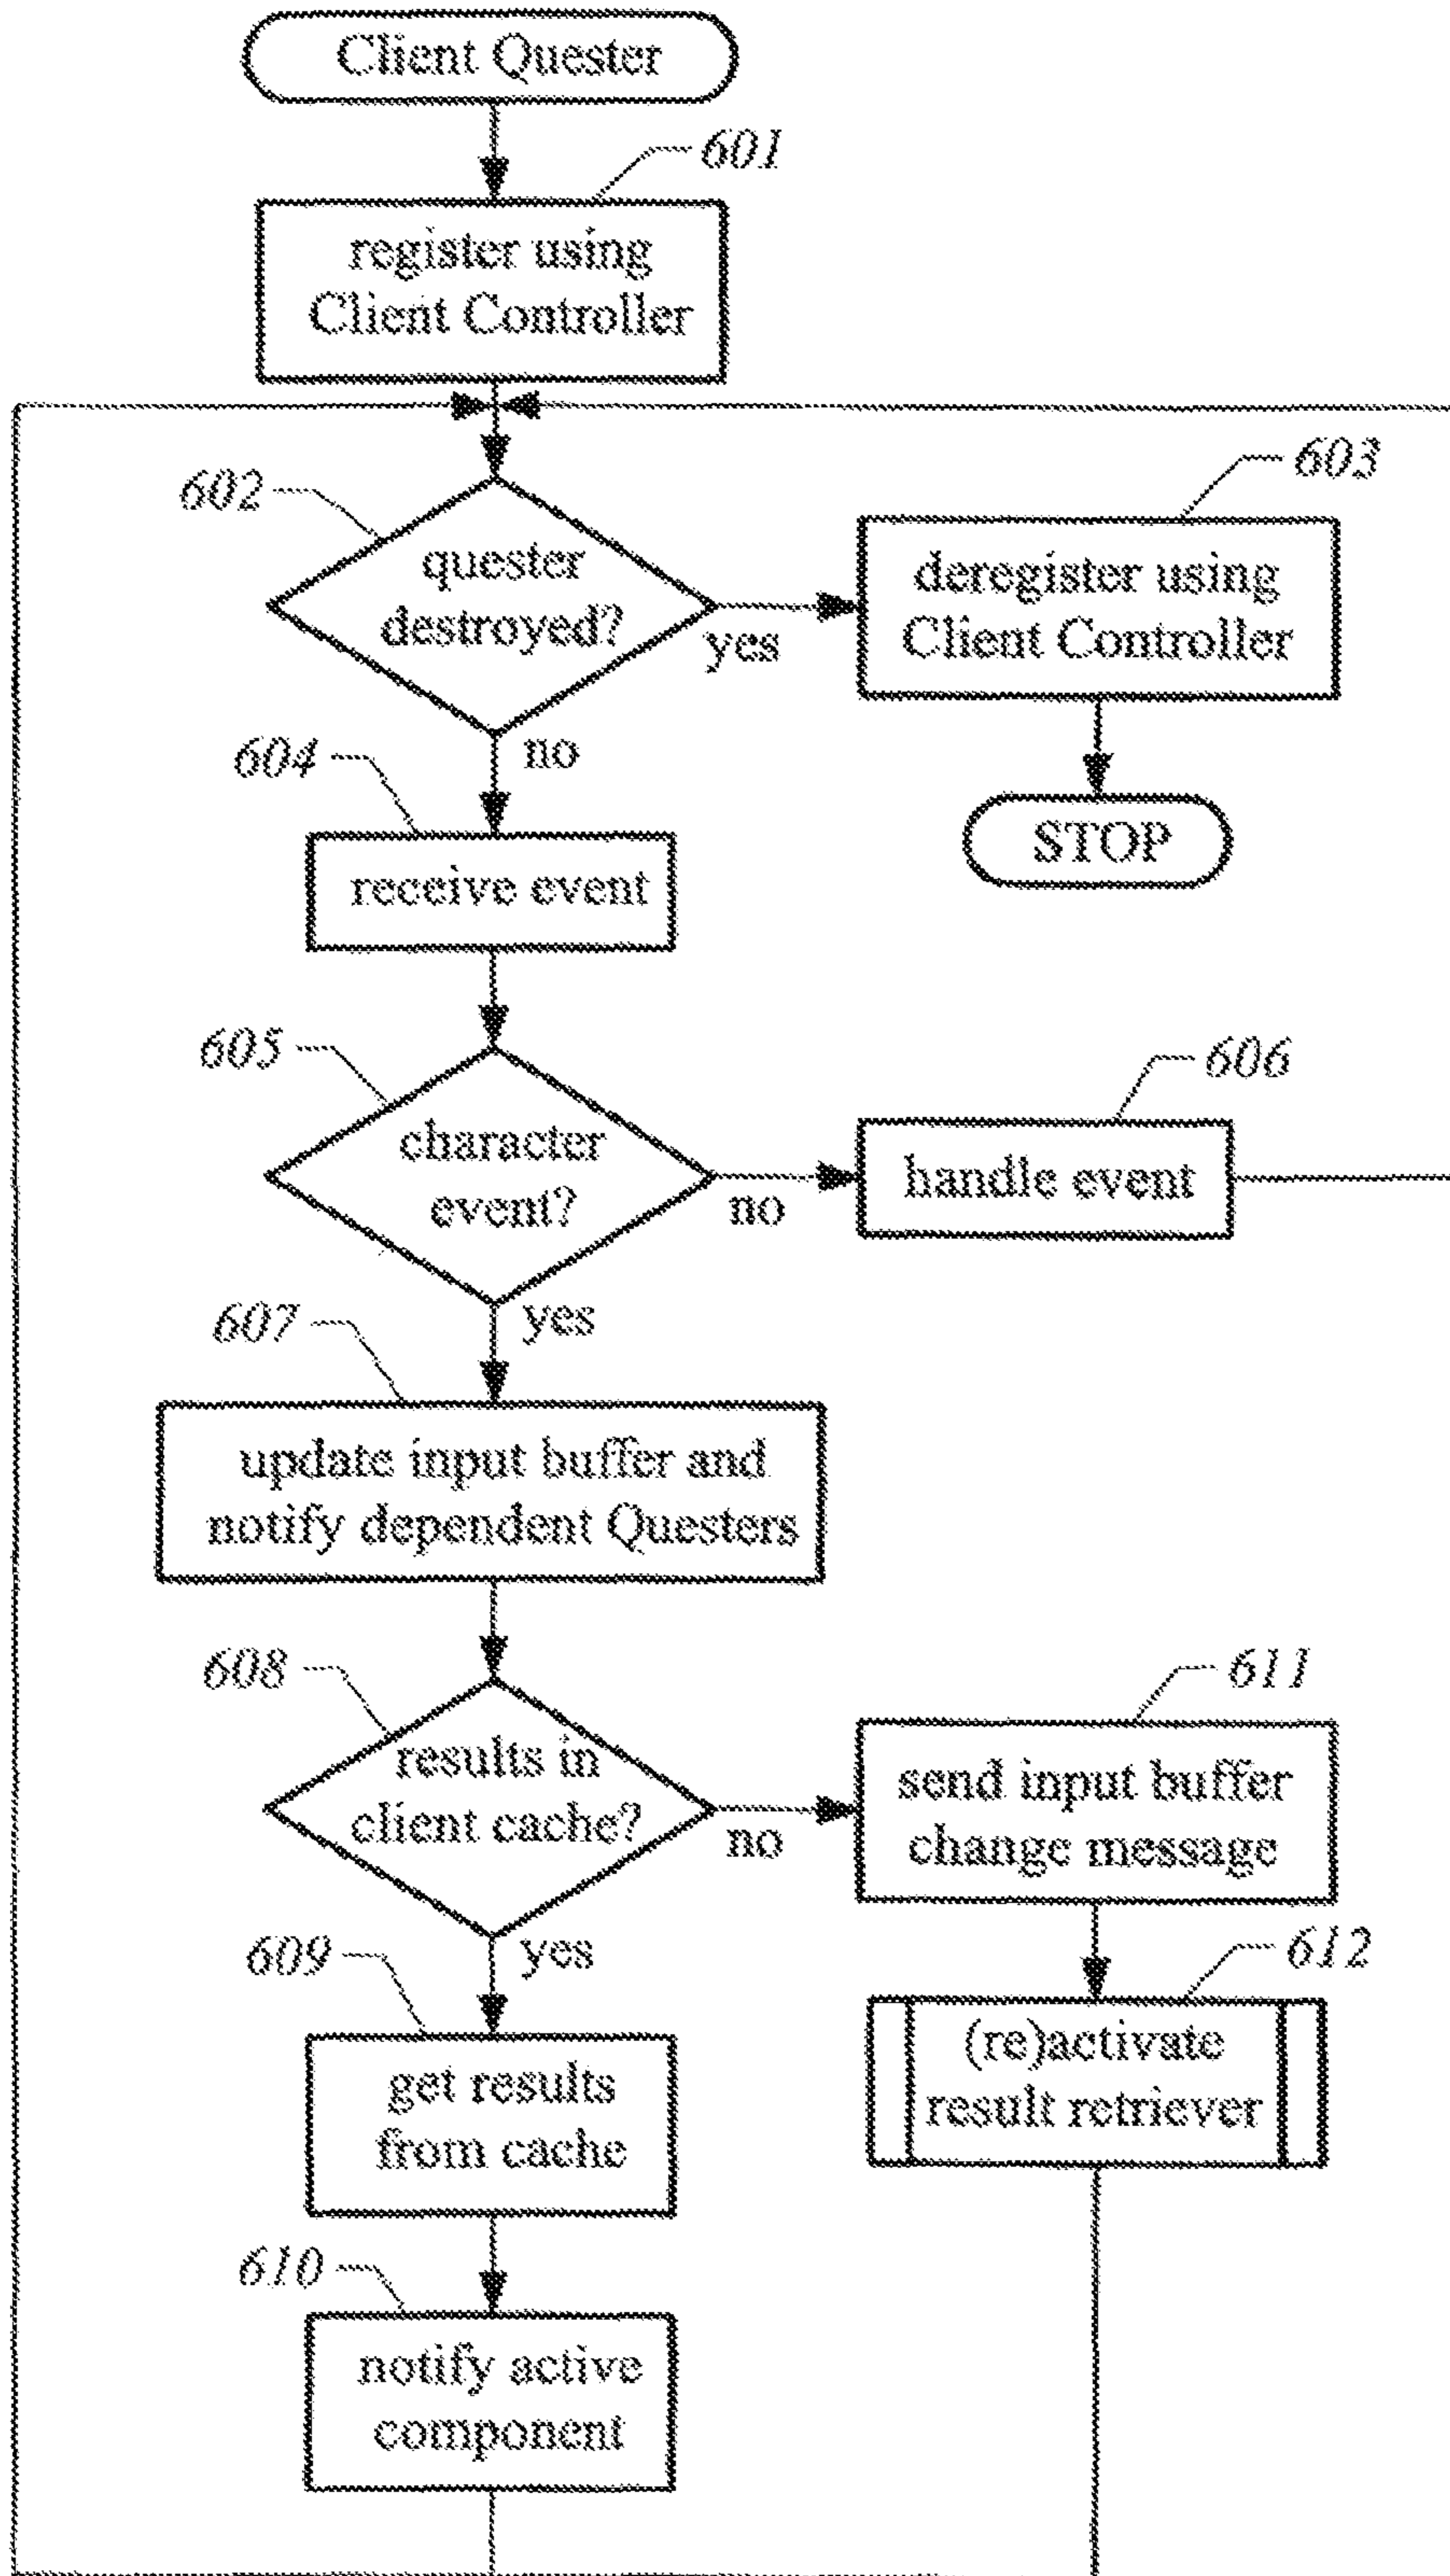 Client Quester
601
register using
Client Controller
602
quester
destroyed?
yes
603
deregister using
Client Controller
no
STOP
604
receive event
605
character
event?
no
606
handle event
yes
607
update input buffer and
notify dependent Questers
608
results in
client cache?
no
611
send input buffer
change message
yes
612
(re)activate
result retriever
609
get results
from cache
610
notify active
component